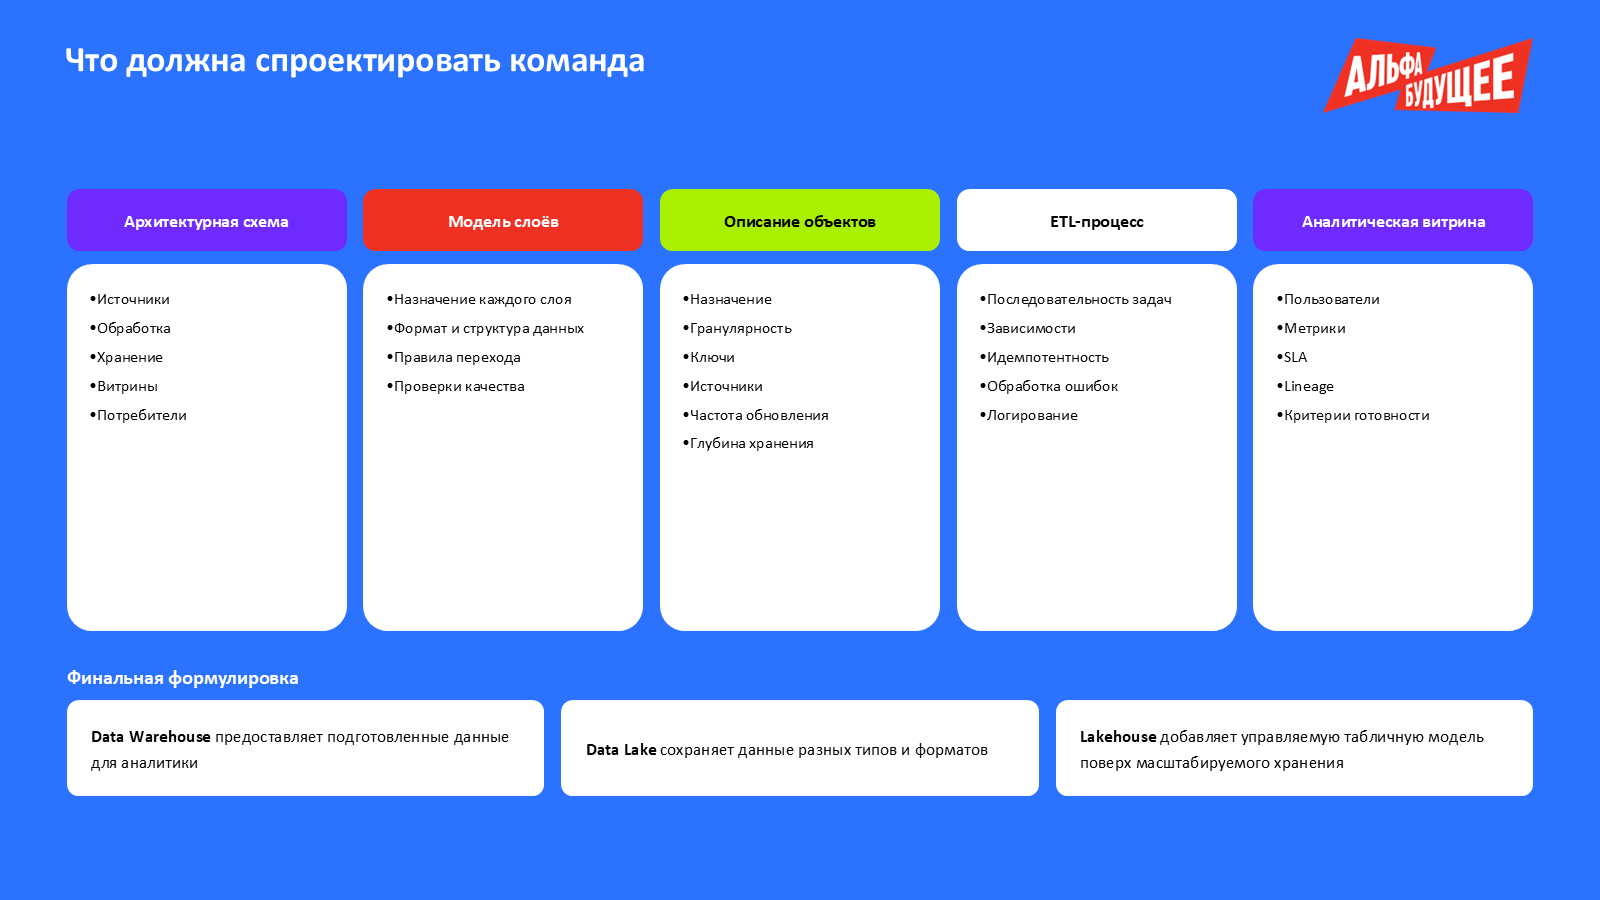 Что должна спроектировать команда
АЛЬФА
БУДУЩЕЕ
Архитектурная схема
•Источники
•Обработка
•Хранение
•Витрины
•Потребители
Модель слоёв
•Назначение каждого слоя
•Формат и структура данных
•Правила перехода
•Проверки качества
Описание объектов
•Назначение
•Гранулярность
•Ключи
•Источники
•Частота обновления
•Глубина хранения
ETL-процесс
•Последовательность задач
•Зависимости
•Идемпотентность
•Обработка ошибок
•Логирование
Аналитическая витрина
•Пользователи
•Метрики
•SLA
•Lineage
•Критерии готовности
Финальная формулировка
Data Warehouse предоставляет подготовленные данные
для аналитики
Data Lake сохраняет данные разных типов и форматов
Lakehouse добавляет управляемую табличную модель
поверх масштабируемого хранения